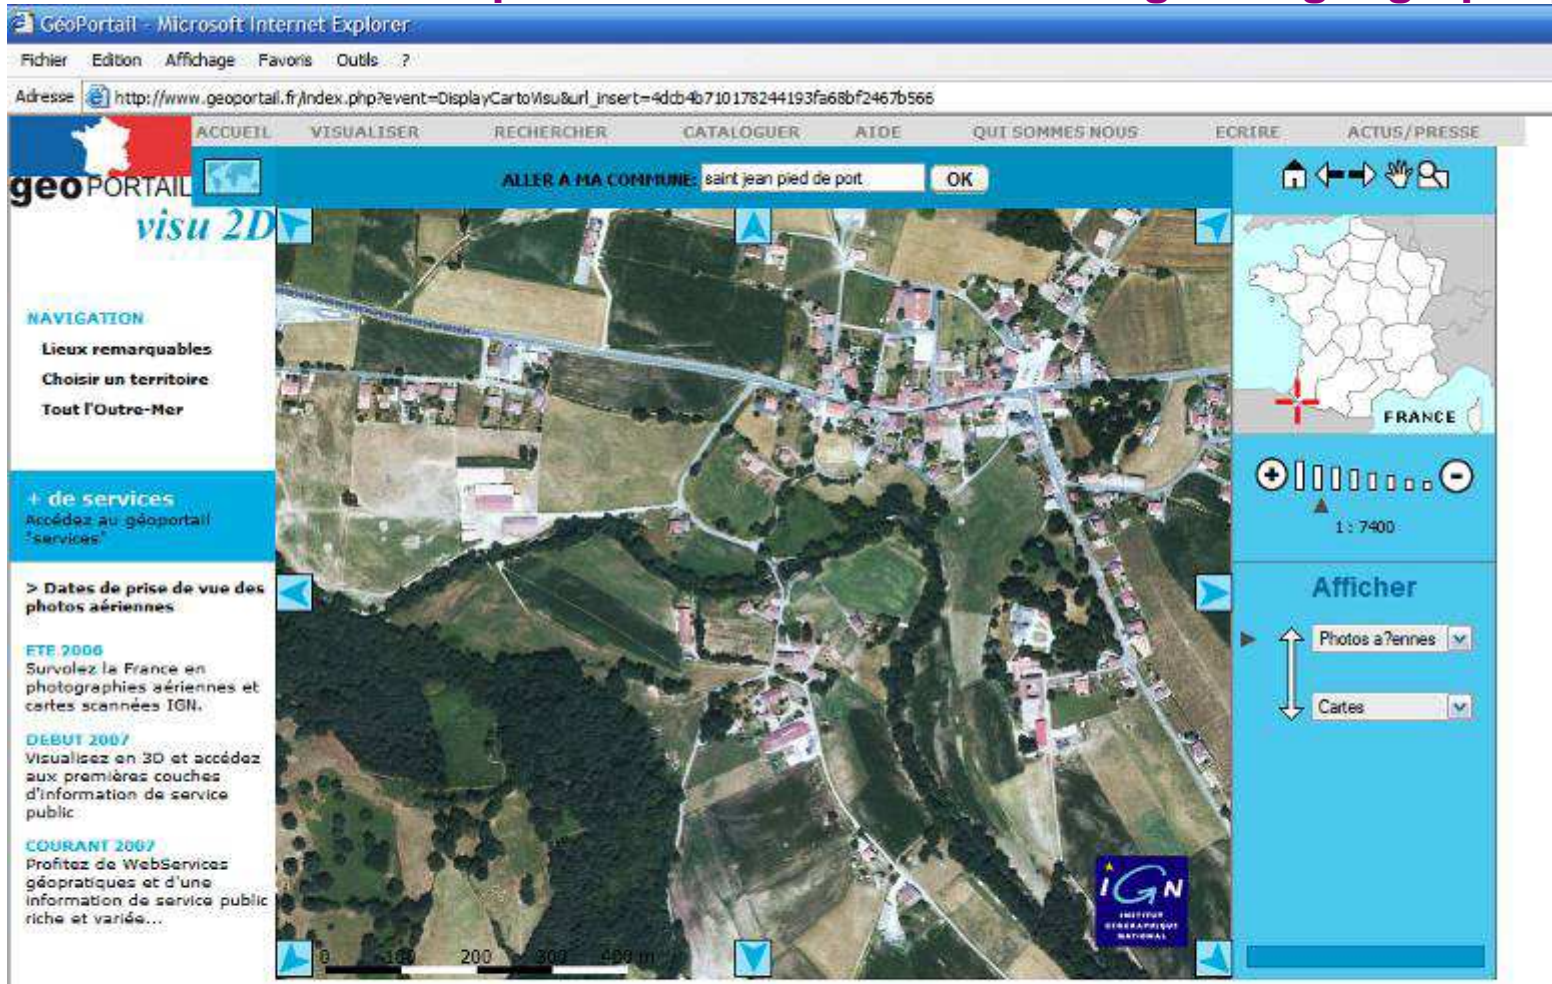 GéoPortail - Microsoft Internet Explorer
Fichier Edition Affichage Favoris Outils ?
Adresse http://www.geoportail.fr/index.php?event=DisplayCartoVisu&url_insert=4dcb4b710178244193fa68bf2467b566
ACCUEIL VISUALISER RECHERCHER CATALOGUER AIDE QUI SOMMES NOUS ECRIRE ACTUS/PRESSE
géoPORTAIL
visu 2D
ALLER A MA COMMUNE: saint jean pied de port OK
NAVIGATION
Lieux remarquables
Choisir un territoire
Tout l'Outre-Mer
+ de services
Accédez au géoportail
"services"
> Dates de prise de vue des
photos aériennes
ETE 2006
Survolez la France en
photographies aériennes et
cartes scannées IGN.
DEBUT 2007
Visualisez en 3D et accédez
aux premières couches
d'information de service
public
COURANT 2007
Profitez de WebServices
géopratiques et d'une
information de service public
riche et variée...
0 100 200 300 400 m
IGN
INSTITUT
GEOGRAPHIQUE
NATIONAL
FRANCE
1 : 7400
Afficher
Photos a?ennes
Cartes